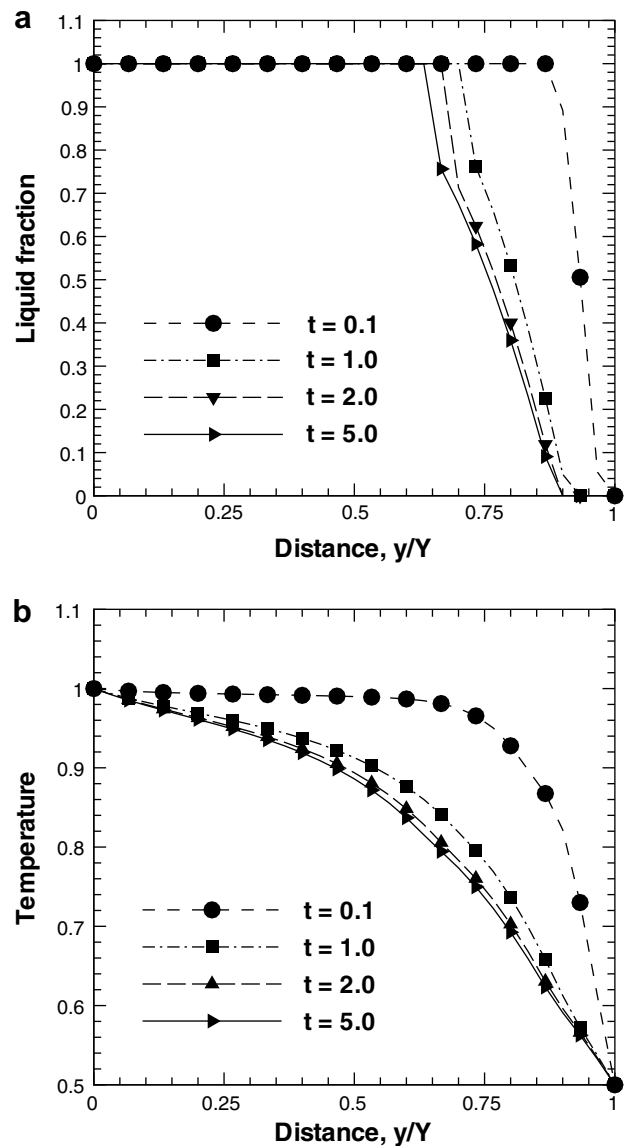 a
1.1
1
0.9
0.8
0.7
0.6
0.5
0.4
0.3
0.2
0.1
0
Liquid fraction
t = 0.1
t = 1.0
t = 2.0
t = 5.0
0 0.25 0.5 0.75 1
Distance, y/Y
b
1.1
1
0.9
0.8
0.7
0.6
0.5
Temperature
t = 0.1
t = 1.0
t = 2.0
t = 5.0
0 0.25 0.5 0.75 1
Distance, y/Y